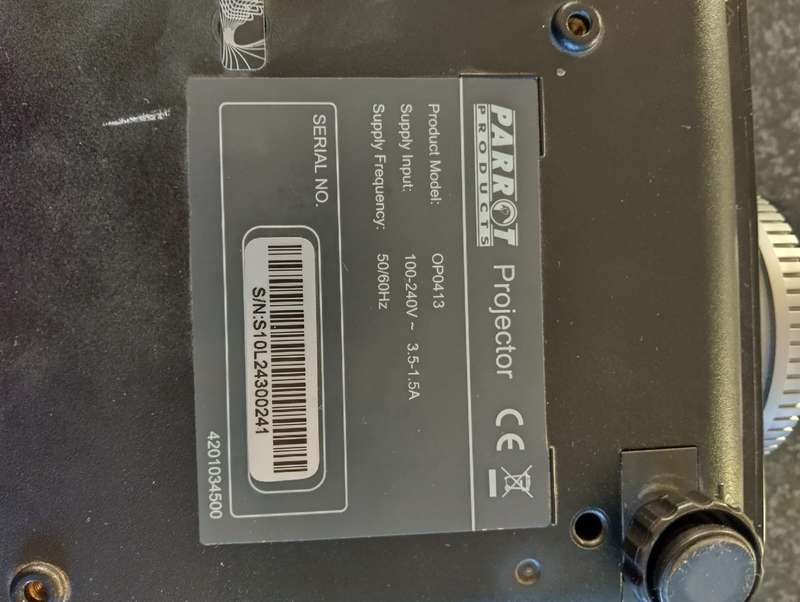 PARROT
PRODUCTS
Projector
CE
Product Model: OP0413
Supply Input: 100-240V ~ 3.5-1.5A
Supply Frequency: 50/60Hz
SERIAL NO.
S/N:S10L24300241
4201034500